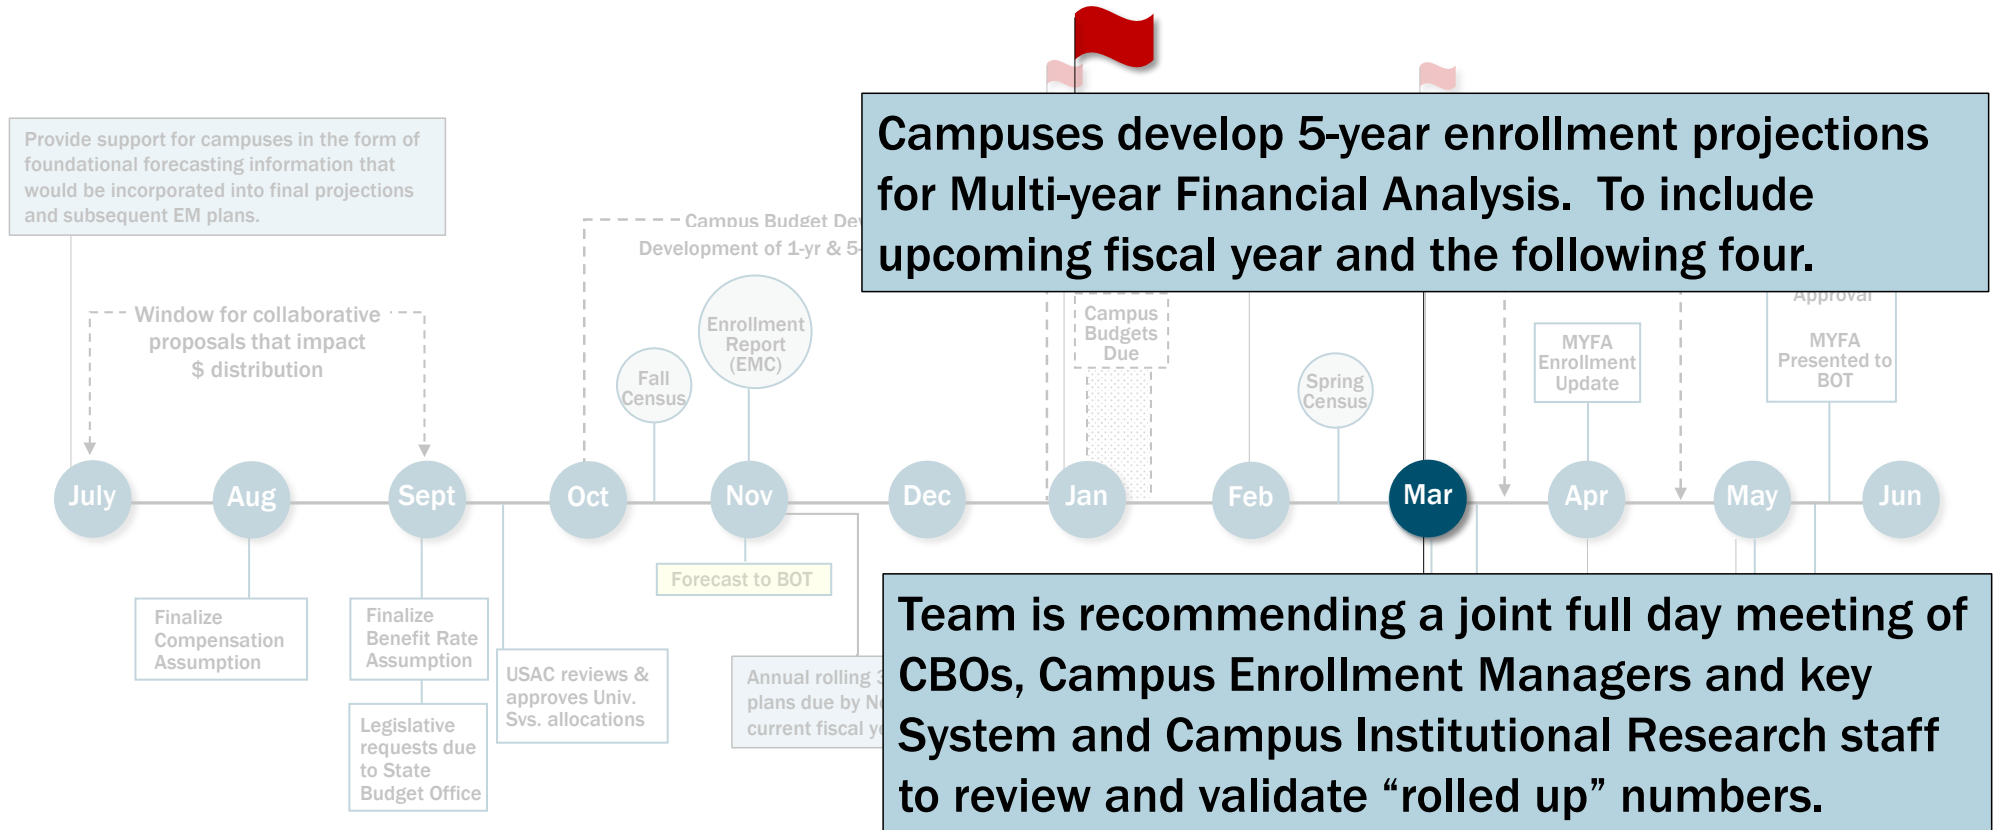 Campuses develop 5-year enrollment projections
for Multi-year Financial Analysis.  To include
upcoming fiscal year and the following four.
Provide support for campuses in the form of
foundational forecasting information that
would be incorporated into final projections
and subsequent EM plans.
Campus Budget Dev
Development of 1-yr & 5-
Window for collaborative
proposals that impact
$ distribution
Fall
Census
Enrollment
Report
(EMC)
Campus
Budgets
Due
Spring
Census
MYFA
Enrollment
Update
Approval
MYFA
Presented to
BOT
July
Aug
Sept
Oct
Nov
Dec
Jan
Feb
Mar
Apr
May
Jun
Finalize
Compensation
Assumption
Finalize
Benefit Rate
Assumption
Legislative
requests due
to State
Budget Office
USAC reviews &
approves Univ.
Svs. allocations
Forecast to BOT
Annual rolling 3
plans due by No
current fiscal ye
Team is recommending a joint full day meeting of
CBOs, Campus Enrollment Managers and key
System and Campus Institutional Research staff
to review and validate “rolled up” numbers.